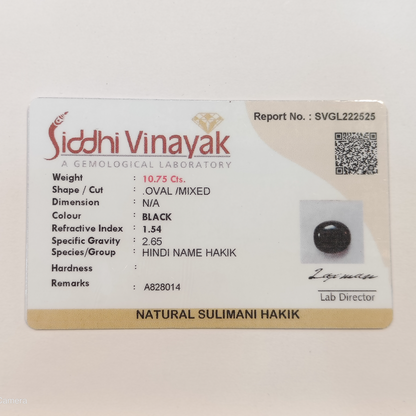 Siddhi Vinayak
A GEMOLOGICAL LABORATORY
Report No. : SVGL222525
Weight : 10.75 Cts.
Shape / Cut : .OVAL /MIXED
Dimension : N/A
Colour : BLACK
Refractive Index : 1.54
Specific Gravity : 2.65
Species/Group : HINDI NAME HAKIK
Hardness :
Remarks : A828014
Laxman
Lab Director
NATURAL SULIMANI HAKIK